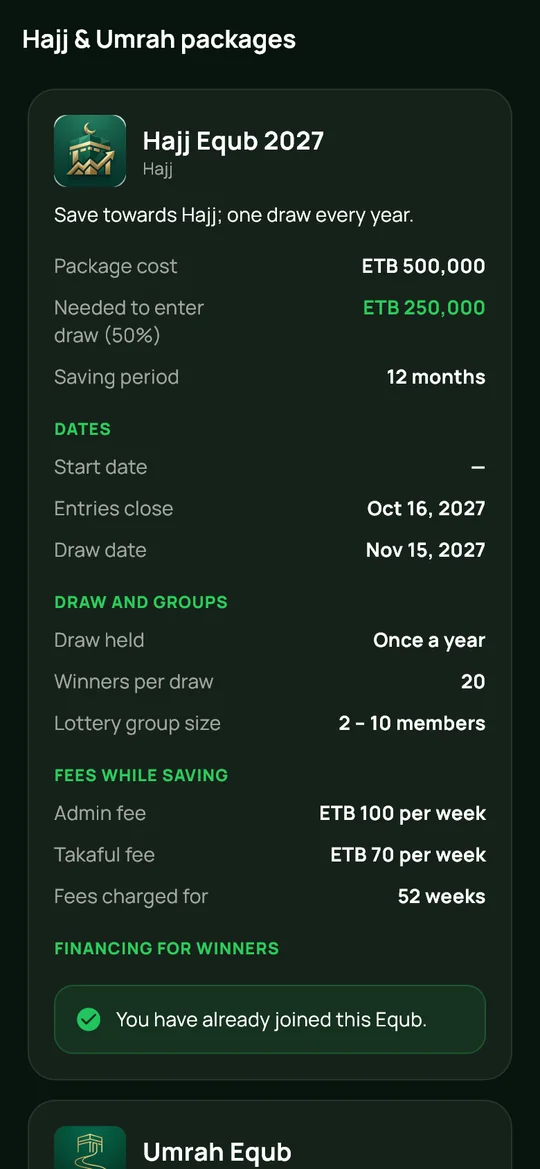 Hajj & Umrah packages
Hajj Equb 2027
Hajj
Save towards Hajj; one draw every year.
Package cost ETB 500,000
Needed to enter draw (50%) ETB 250,000
Saving period 12 months
DATES
Start date –
Entries close Oct 16, 2027
Draw date Nov 15, 2027
DRAW AND GROUPS
Draw held Once a year
Winners per draw 20
Lottery group size 2 – 10 members
FEES WHILE SAVING
Admin fee ETB 100 per week
Takaful fee ETB 70 per week
Fees charged for 52 weeks
FINANCING FOR WINNERS
You have already joined this Equb.
Umrah Equb